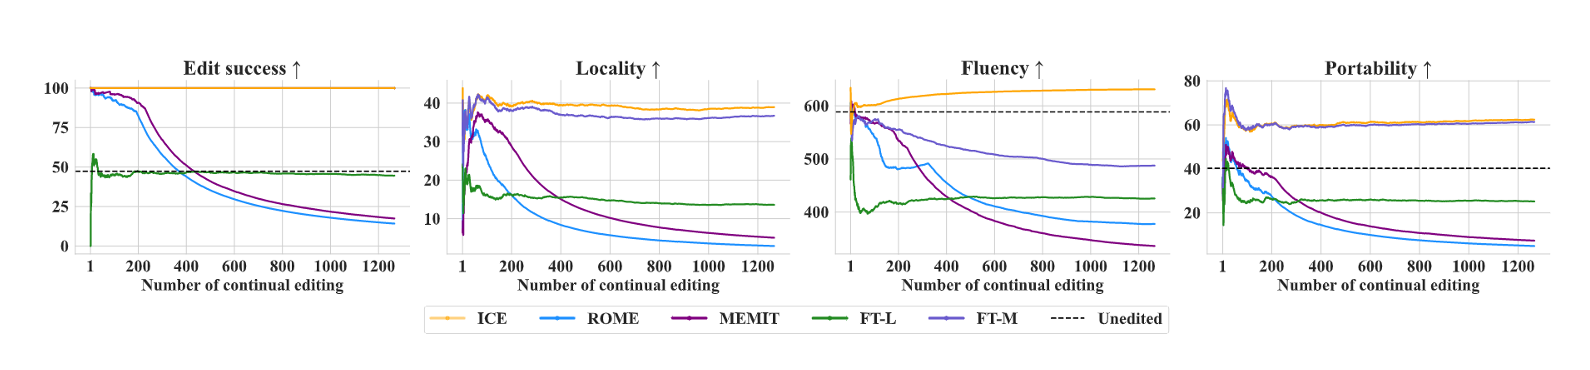 Edit success ↑
100
75
50
25
0
1 200 400 600 800 1000 1200
Number of continual editing
Locality ↑
40
30
20
10
1 200 400 600 800 1000 1200
Number of continual editing
Fluency ↑
600
500
400
1 200 400 600 800 1000 1200
Number of continual editing
Portability ↑
80
60
40
20
1 200 400 600 800 1000 1200
Number of continual editing
ICE ROME MEMIT FT-L FT-M Unedited